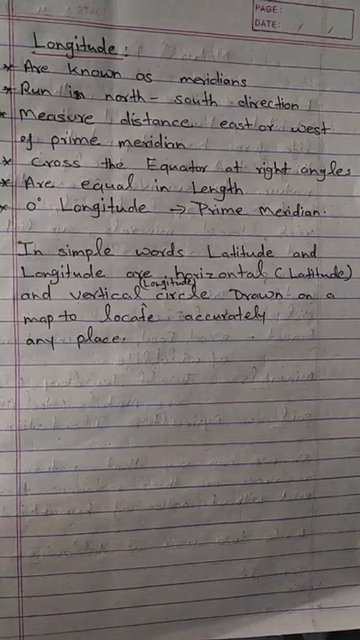 PAGE:
DATE: / /
Longitude:
* Are known as meridians
* Run in north-south direction
* Measure distance east or west
of prime meridian
* Cross the Equator at right angles
* Are equal in Length
* 0° Longitude → Prime Meridian.
In simple words Latitude and
Longitude are horizontal (Latitude)
and vertical (Longitude) circle Drawn on a
map to locate accurately
any place.